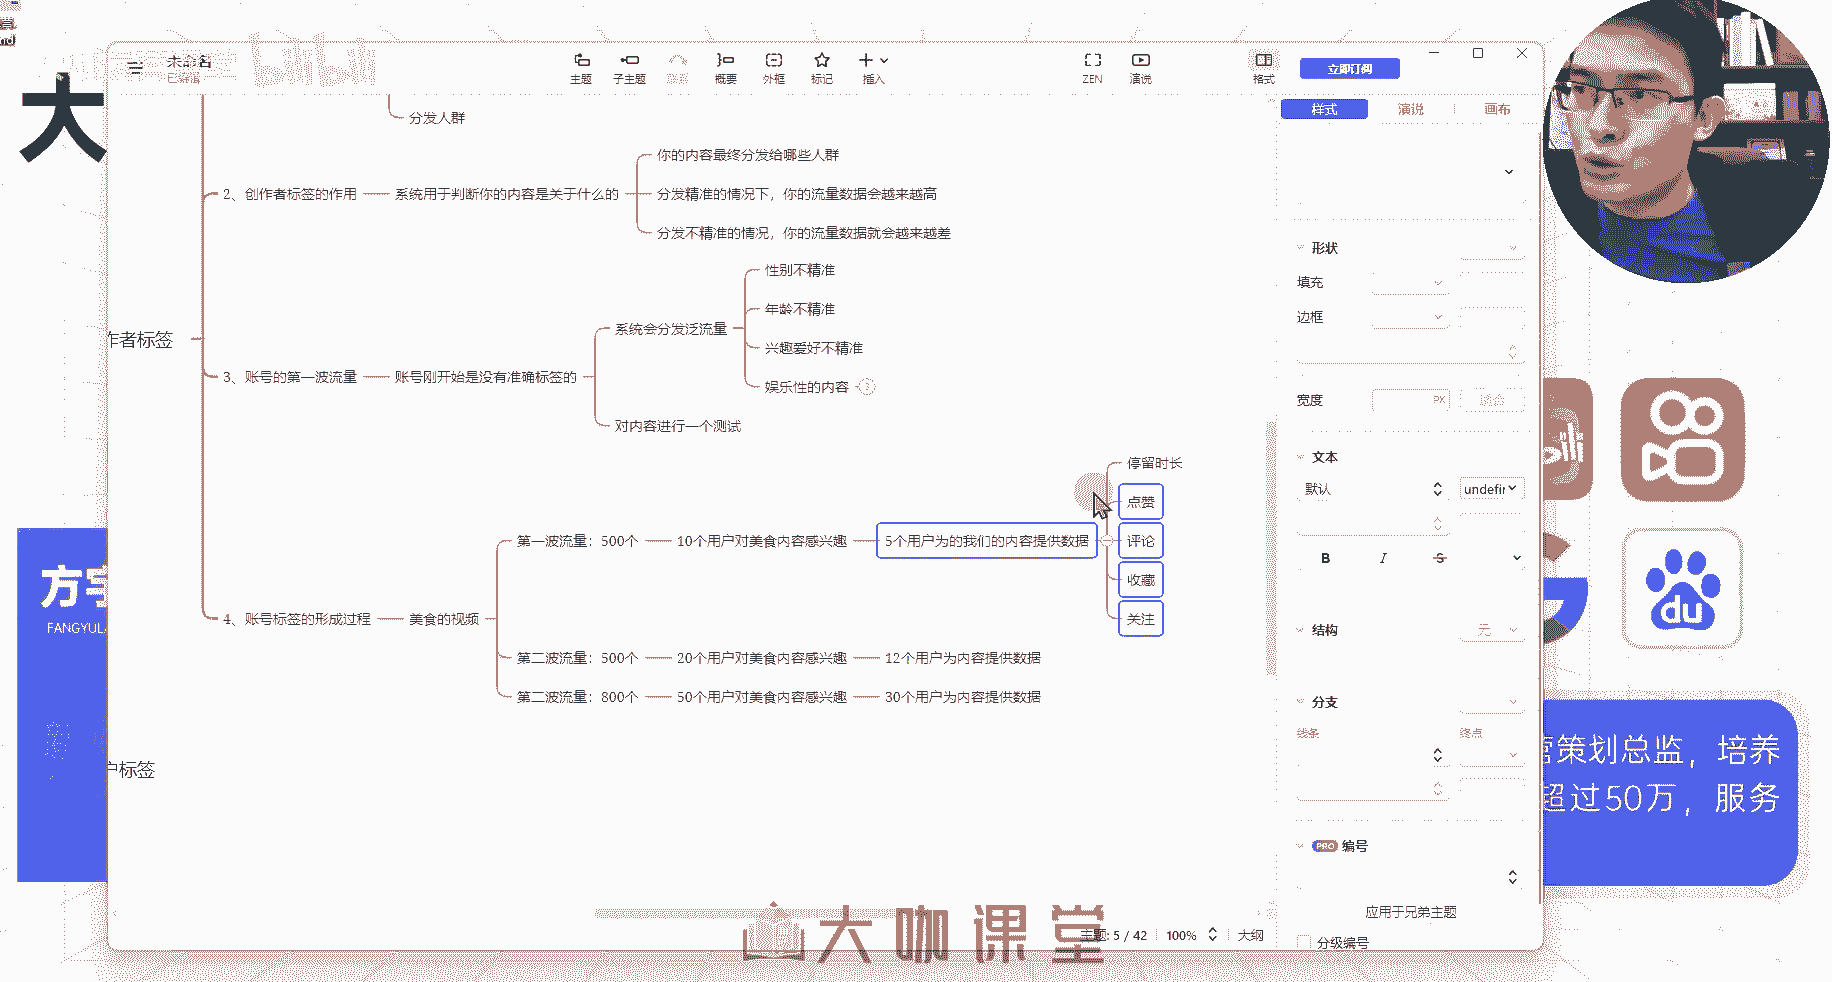 nd
未命名
已编辑
bilibili
主题
子主题
联系
概要
外框
标记
插入
ZEN
演说
格式
立即订阅
大
样式
演说
画布
分发人群
你的内容最终分发给哪些人群
2、创作者标签的作用
系统用于判断你的内容是关于什么的
分发精准的情况下，你的流量数据会越来越高
分发不精准的情况，你的流量数据就会越来越差
性别不精准
年龄不精准
系统会分发泛流量
兴趣爱好不精准
娱乐性的内容
作者标签
3、账号的第一波流量
账号刚开始是没有准确标签的
对内容进行一个测试
停留时长
点赞
第一波流量：500个
10个用户对美食内容感兴趣
5个用户为的我们的内容提供数据
评论
收藏
4、账号标签的形成过程
美食的视频
关注
第二波流量：500个
20个用户对美食内容感兴趣
12个用户为内容提供数据
第二波流量：800个
50个用户对美食内容感兴趣
30个用户为内容提供数据
户标签
形状
填充
边框
宽度
PX
适合
文本
默认
undefir
B
I
S
结构
无
分支
线条
终点
PRO 编号
应用于兄弟主题
分级编号
主题: 5 / 42
100%
大纲
大咖课堂
方宇
FANGYUL
ili
du
营策划总监，培养
超过50万，服务